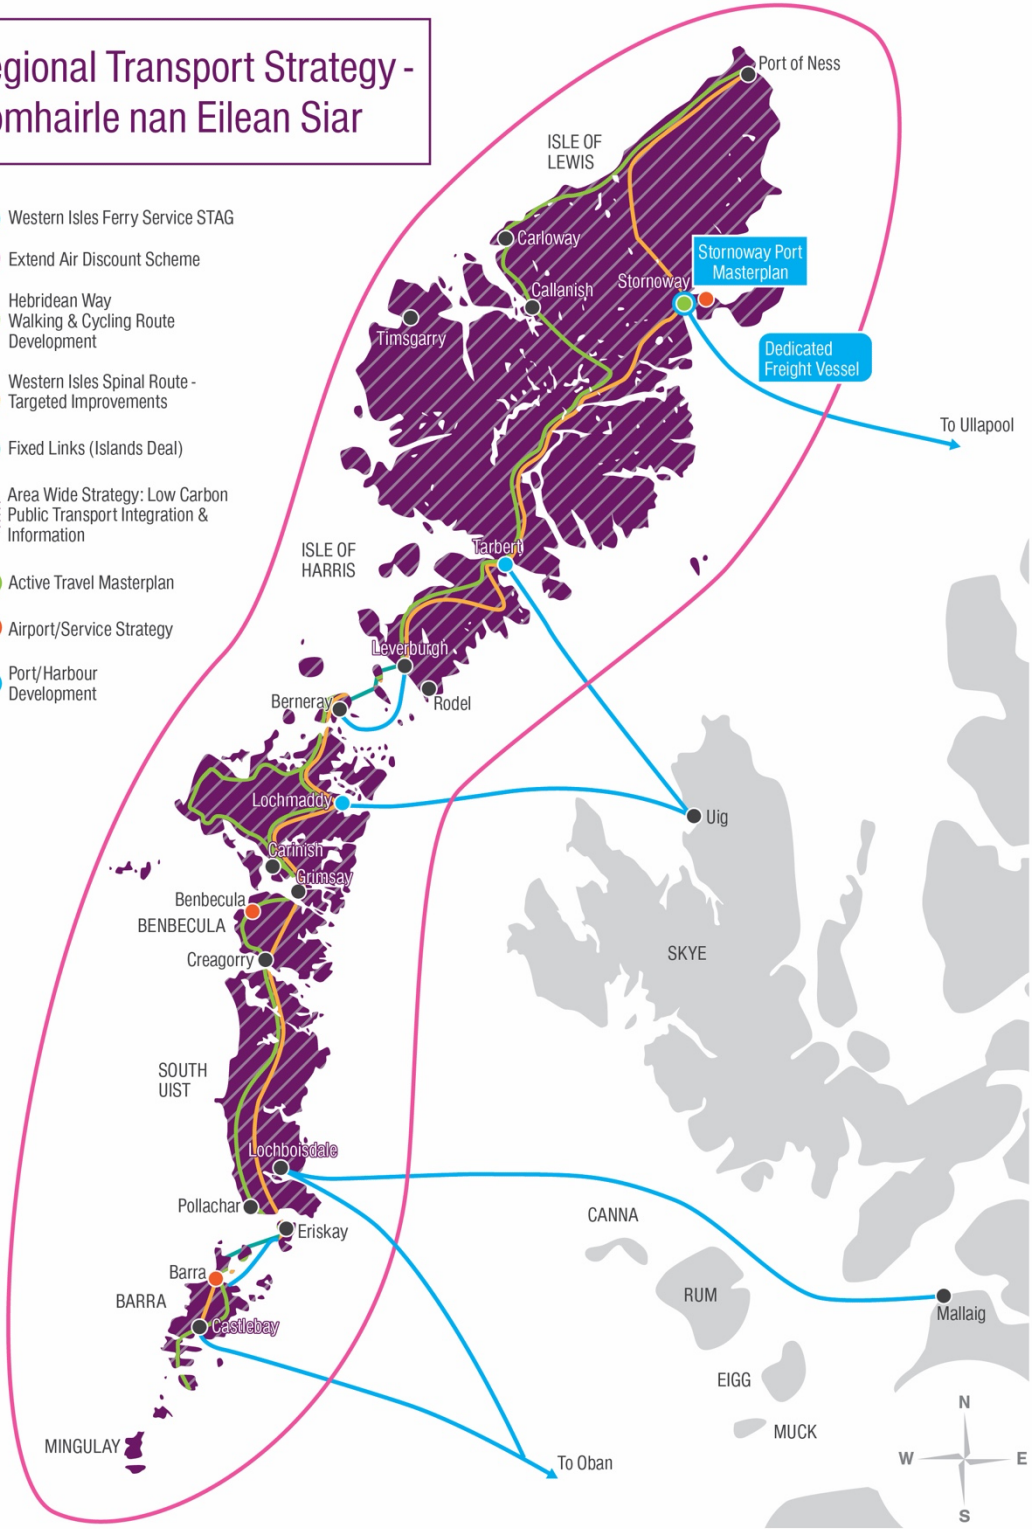 egional Transport Strategy -
omhairle nan Eilean Siar
Western Isles Ferry Service STAG
Extend Air Discount Scheme
Hebridean Way
Walking & Cycling Route
Development
Western Isles Spinal Route -
Targeted Improvements
Fixed Links (Islands Deal)
Area Wide Strategy: Low Carbon
Public Transport Integration &
Information
Active Travel Masterplan
Airport/Service Strategy
Port/Harbour
Development
Port of Ness
ISLE OF
LEWIS
Carloway
Stornoway Port
Masterplan
Stornoway
Callanish
Timsgarry
Dedicated
Freight Vessel
To Ullapool
Tarbert
ISLE OF
HARRIS
Leverburgh
Rodel
Berneray
Lochmaddy
Uig
Carinish
Grimsay
Benbecula
BENBECULA
Creagorry
SKYE
SOUTH
UIST
Lochboisdale
Pollachar
Eriskay
CANNA
Barra
BARRA
RUM
Castlebay
Mallaig
EIGG
MUCK
MINGULAY
To Oban
N
W
E
S